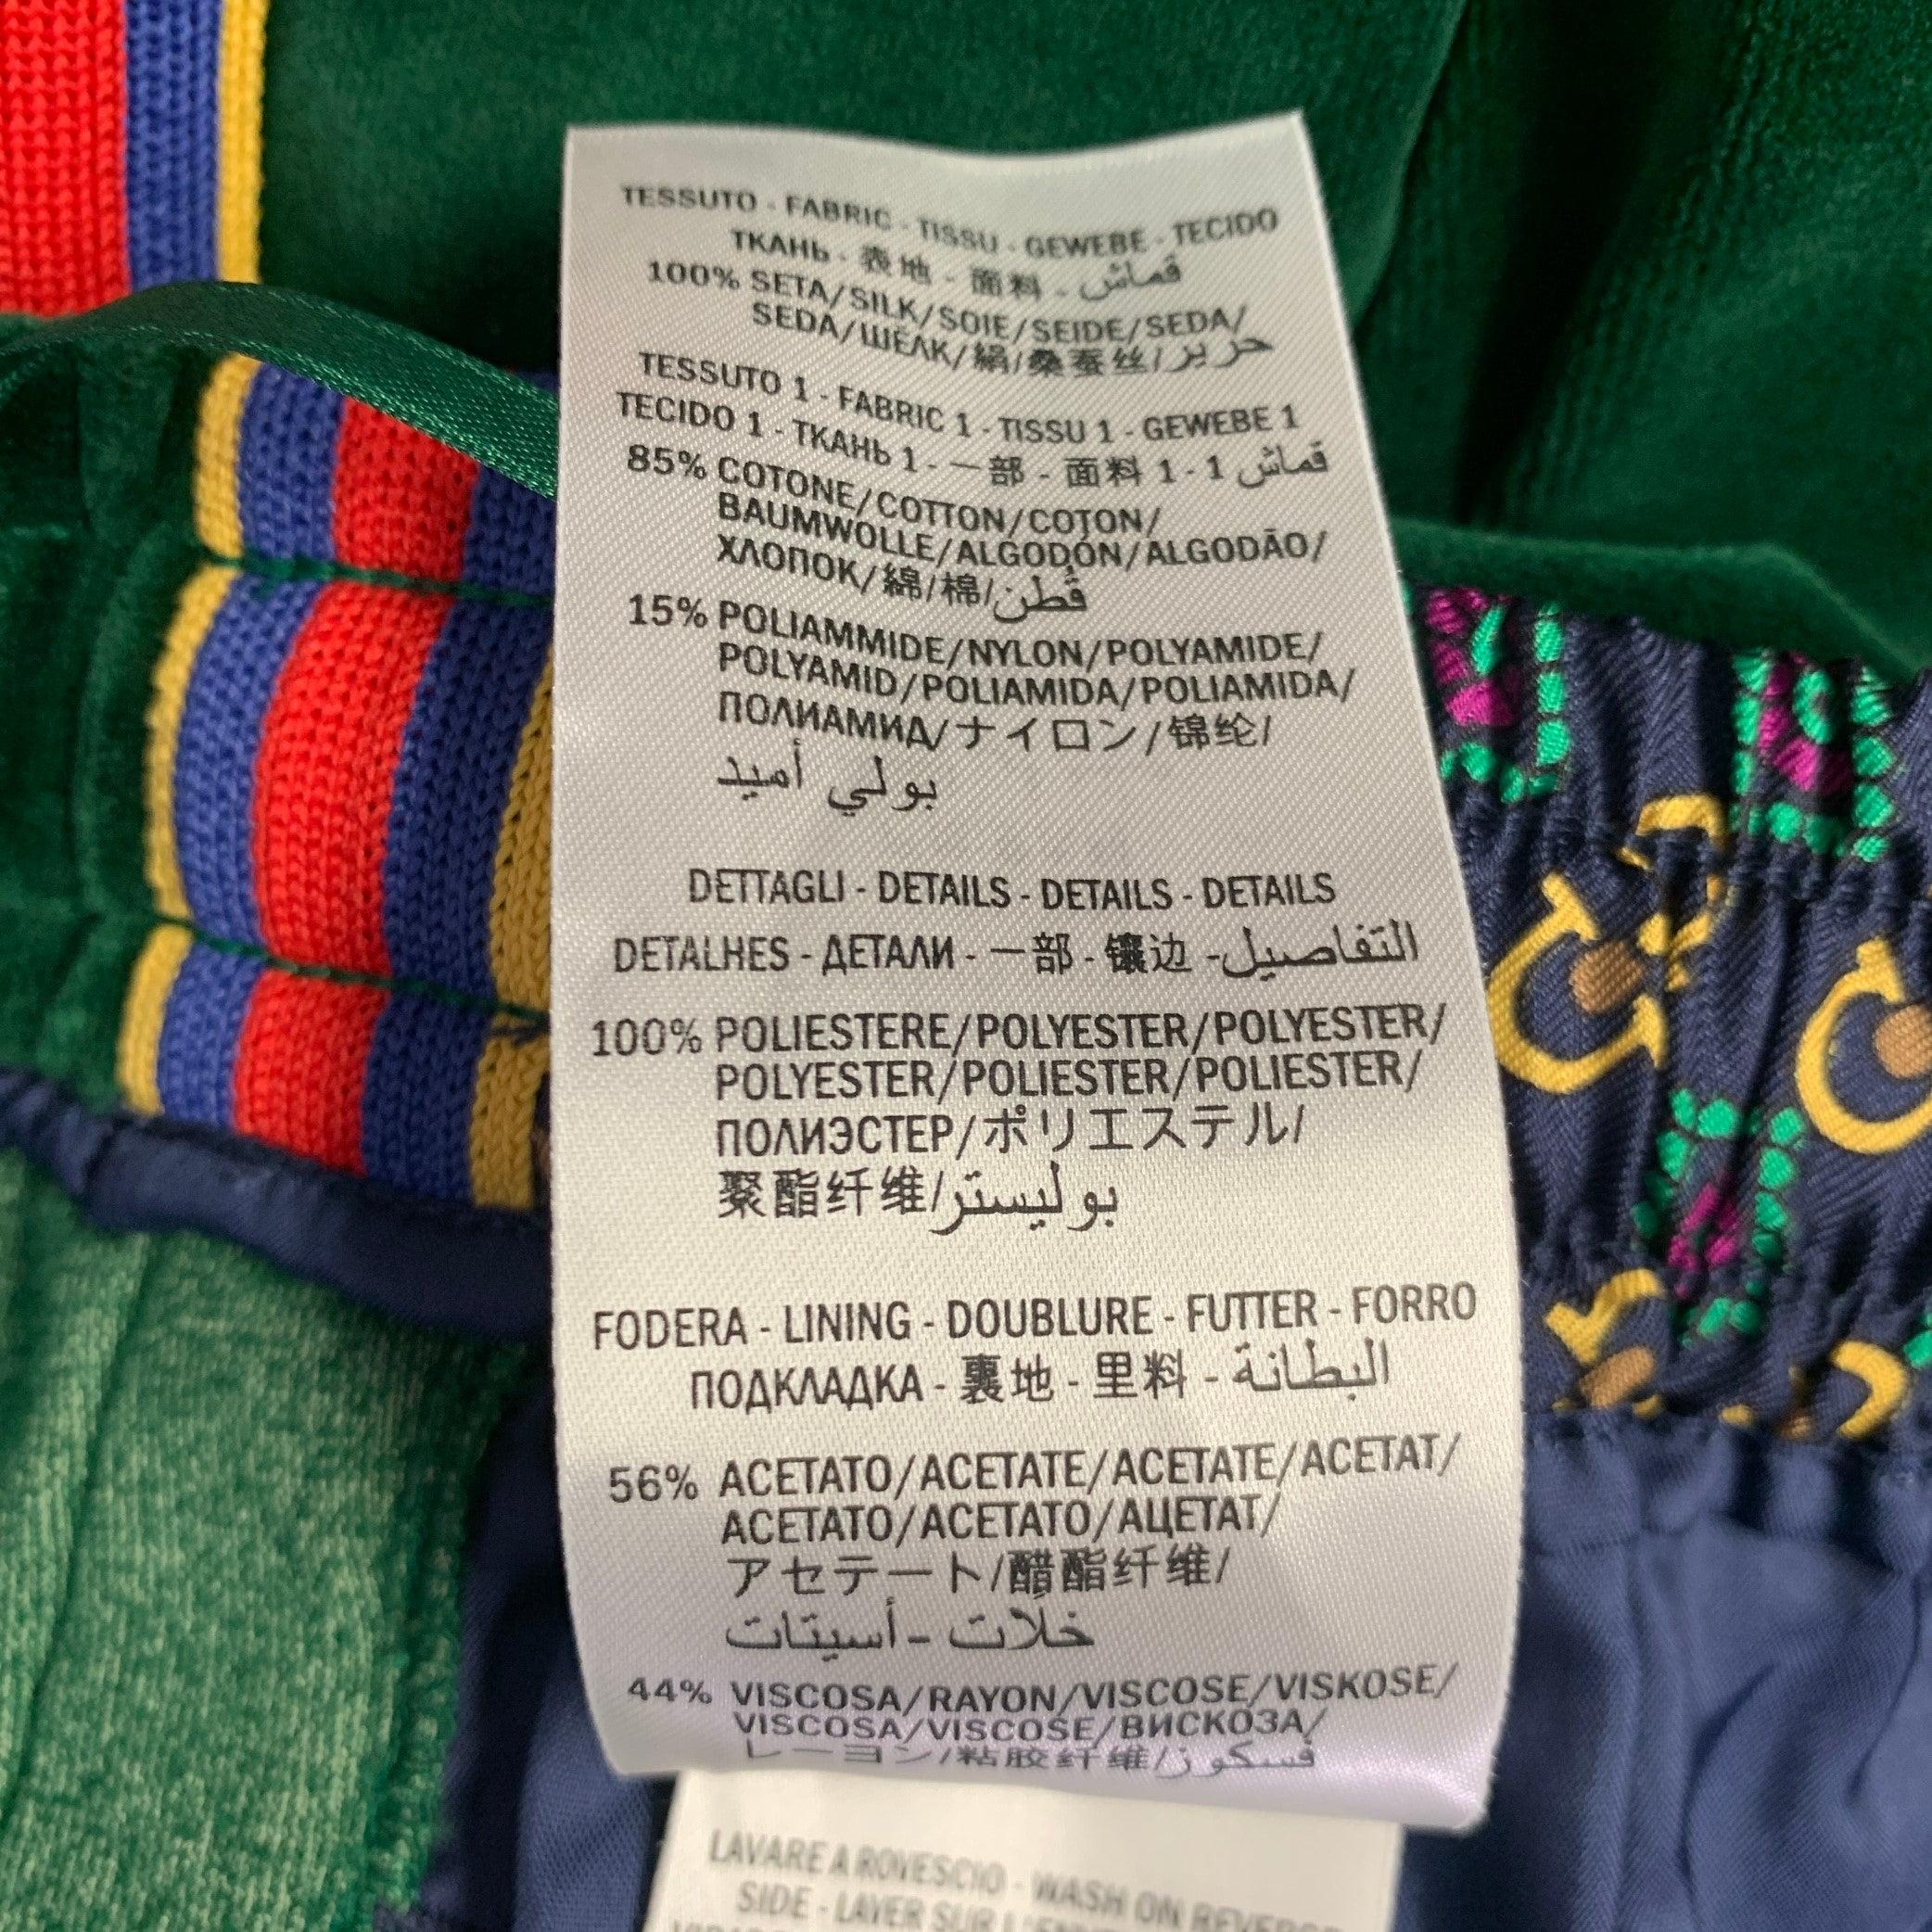 TESSUTO - FABRIC - TISSU - GEWEBE - TECIDO
ТКАНЬ - 表地 - 面料 - قماش
100% SETA/SILK/SOIE/SEIDE/SEDA/
SEDA/ШЕЛК/絹/桑蚕丝/حرير
TESSUTO 1 - FABRIC 1 - TISSU 1 - GEWEBE 1
TECIDO 1 - ТКАНЬ 1 - 一部 - 面料 1 - 1 قماش
85% COTONE/COTTON/COTON/
BAUMWOLLE/ALGODÓN/ALGODÃO/
ХЛОПОК/綿/棉/قُطن
15% POLIAMMIDE/NYLON/POLYAMIDE/
POLYAMID/POLIAMIDA/POLIAMIDA/
ПОЛИАМИД/ナイロン/锦纶/
بولي أميد
DETTAGLI - DETAILS - DETAILS - DETAILS
DETALHES - ДЕТАЛИ - 一部 - 镶边 - التفاصيل
100% POLIESTERE/POLYESTER/POLYESTER/
POLYESTER/POLIESTER/POLIESTER/
ПОЛИЭСТЕР/ポリエステル/
聚酯纤维/بوليستر
FODERA - LINING - DOUBLURE - FUTTER - FORRO
ПОДКЛАДКА - 裏地 - 里料 - البطانة
56% ACETATO/ACETATE/ACETATE/ACETAT/
ACETATO/ACETATO/АЦЕТАТ/
アセテート/醋酯纤维/
خلات - أسيتات
44% VISCOSA/RAYON/VISCOSE/VISKOSE/
VISCOSA/VISCOSE/ВИСКОЗА/
レーヨン/粘胶纤维/فسكوز
LAVARE A ROVESCIO - WASH ON REVERSE
SIDE - LAVER SUR